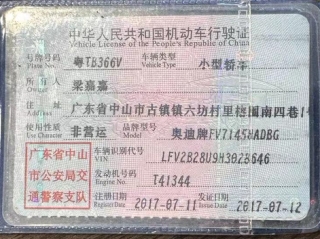 中华人民共和国机动车行驶证
Vehicle License of the People's Republic of China
号牌号码 粤TB366V 车辆类型 小型轿车
Plate No. Vehicle Type
所有人 梁嘉嘉
Owner
住址 广东省中山市古镇镇六坊村里
Address
使用性质 非营运 品牌型号 奥迪牌
Use Character Model
广东省中山
市公安局交
通警察支队
车辆识别代号
VIN
发动机号码 T41344
Engine No.
注册日期 2017-07-11 发证日期 2017-07-12
Register Date Issue Date